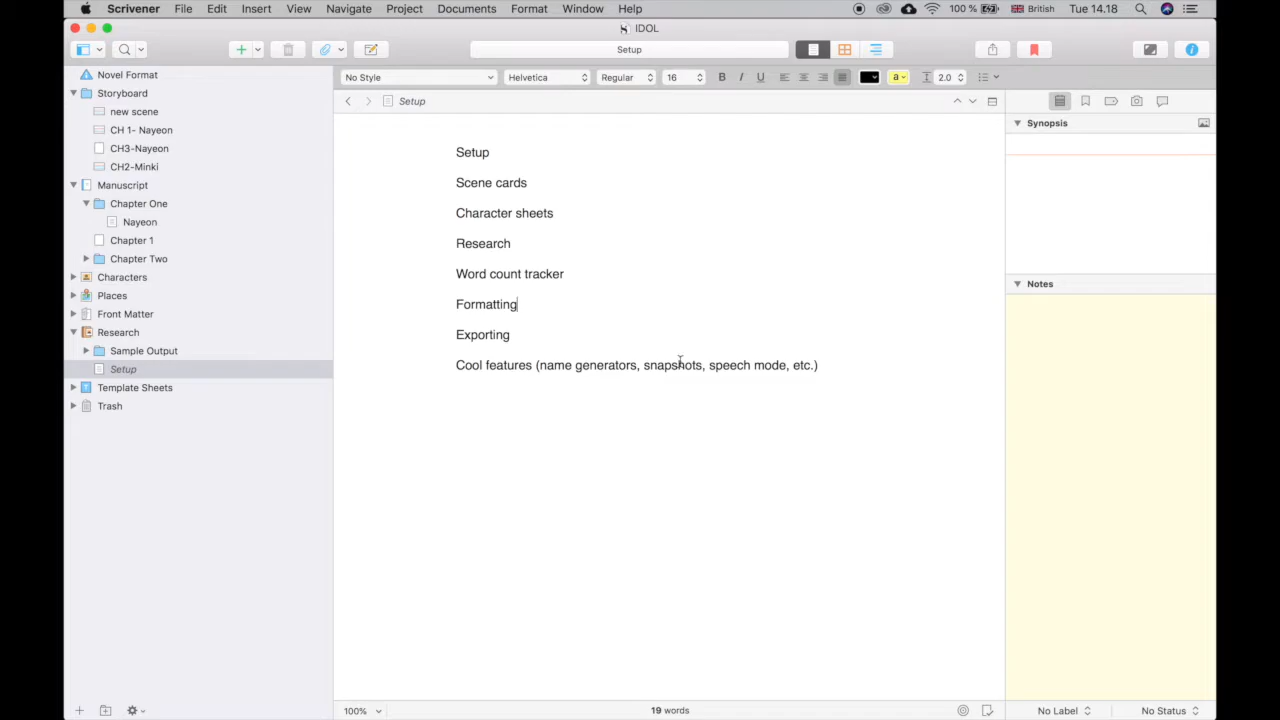 Scrivener File Edit Insert View Navigate Project Documents Format Window Help 100 % British Tue 14.18
IDOL
Setup
No Style Helvetica Regular 16 B I U a 2.0
Setup
Novel Format
Storyboard
new scene
CH 1- Nayeon
CH3-Nayeon
CH2-Minki
Manuscript
Chapter One
Nayeon
Chapter 1
Chapter Two
Characters
Places
Front Matter
Research
Sample Output
Setup
Template Sheets
Trash
Setup
Scene cards
Character sheets
Research
Word count tracker
Formatting
Exporting
Cool features (name generators, snapshots, speech mode, etc.)
Synopsis
Notes
100% 19 words No Label No Status